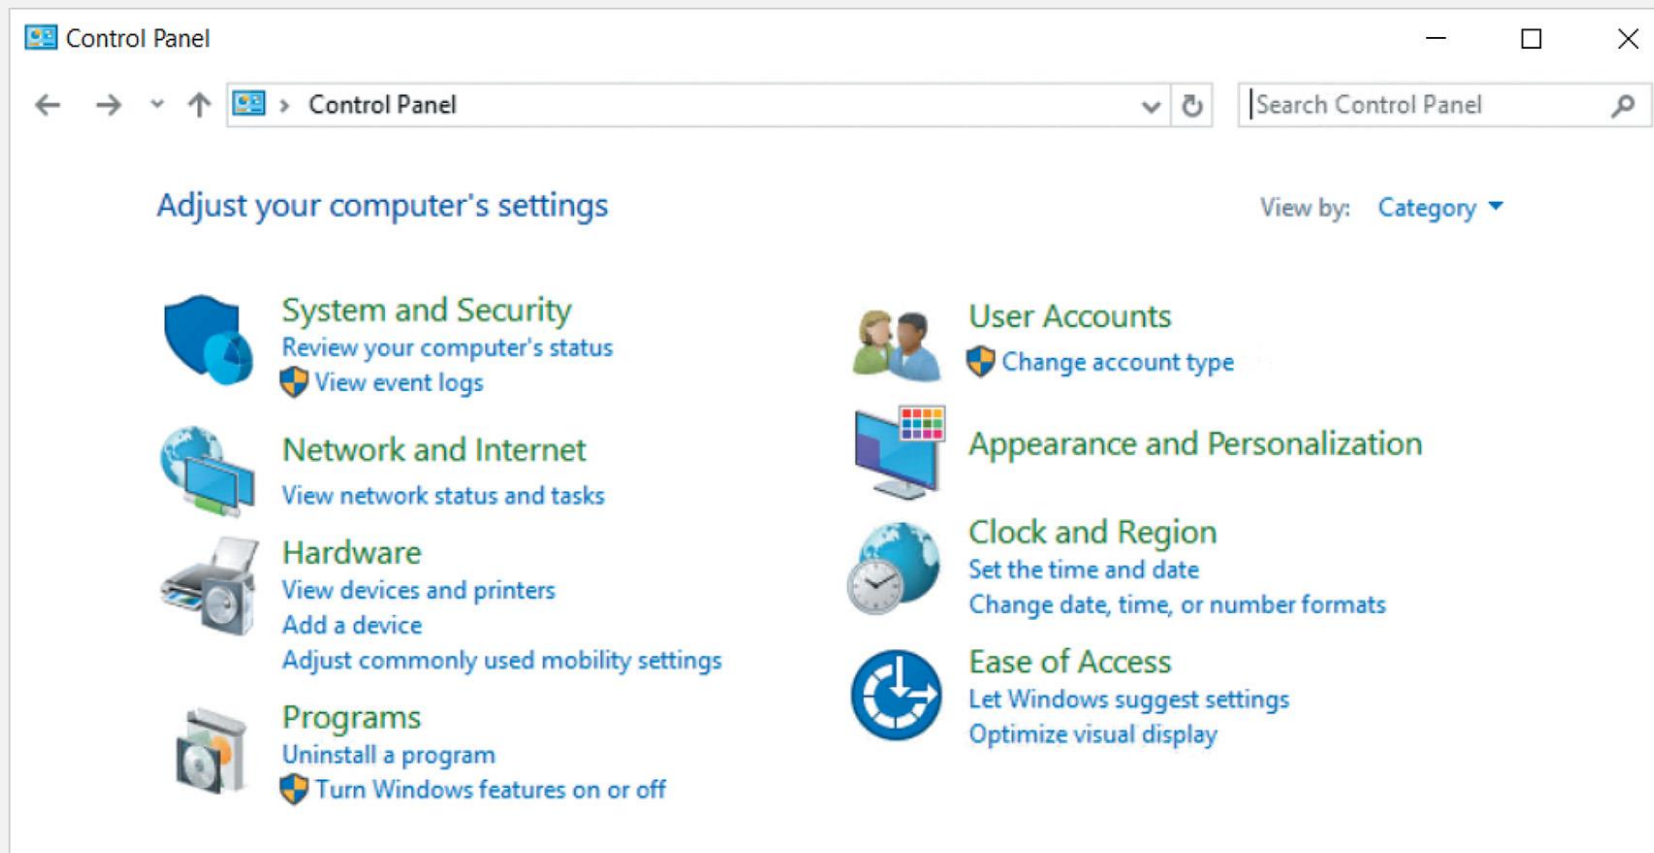 Control Panel
Control Panel
Search Control Panel
Adjust your computer's settings
View by: Category
System and Security
Review your computer's status
View event logs
Network and Internet
View network status and tasks
Hardware
View devices and printers
Add a device
Adjust commonly used mobility settings
Programs
Uninstall a program
Turn Windows features on or off
User Accounts
Change account type
Appearance and Personalization
Clock and Region
Set the time and date
Change date, time, or number formats
Ease of Access
Let Windows suggest settings
Optimize visual display